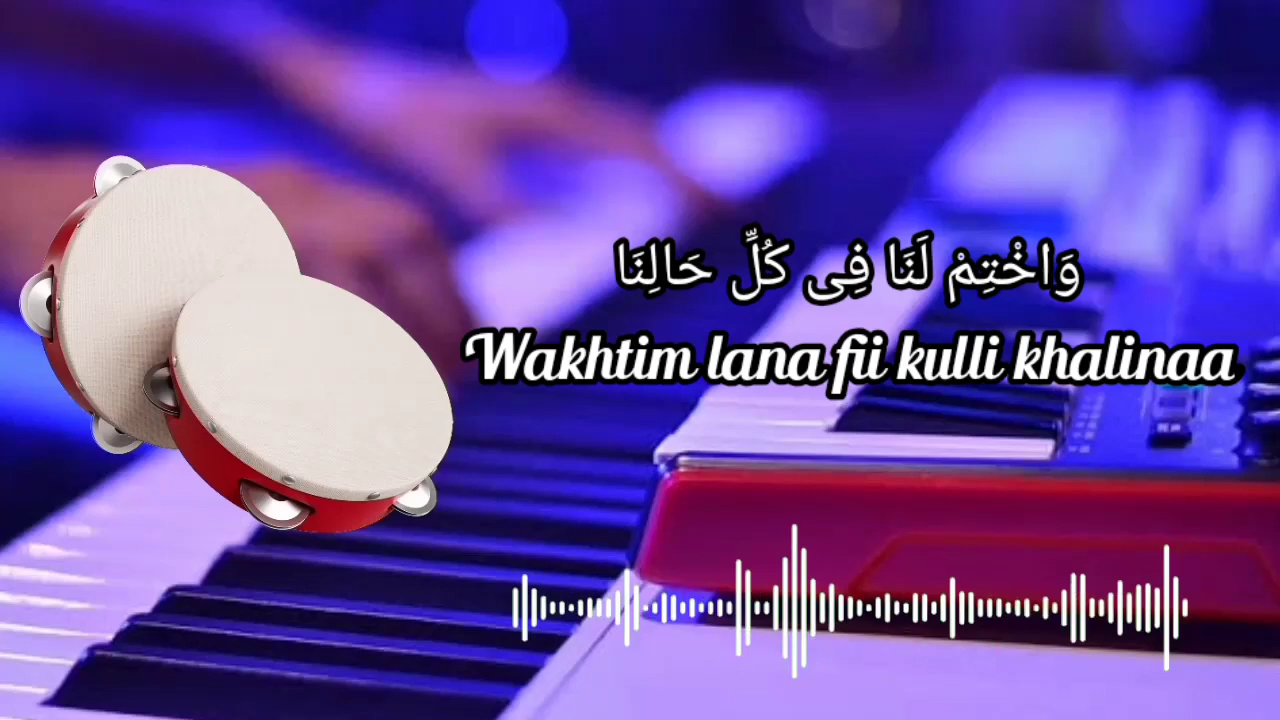 وَاخْتِمْ لَنَا فِى كُلِّ حَالِنَا
Wakhtim lana fii kulli khalinaa